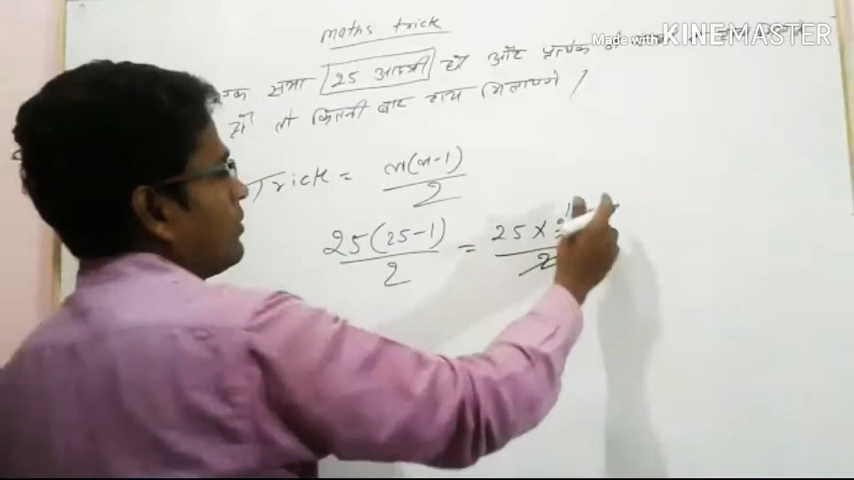 maths trick
Made with KINEMASTER
एक सभा 25 आदमी हो और प्रत्येक
हो तो कितनी बार हाथ मिलाएंगे ?
Trick = n(n-1)/2
25(25-1)/2 = 25 x